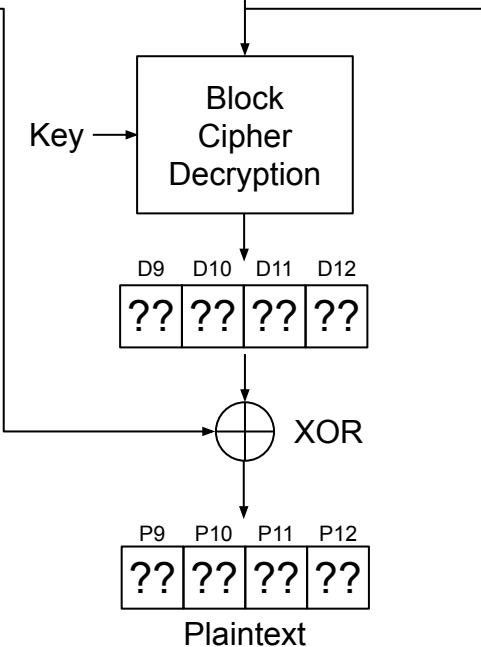 Block
Cipher
Decryption
Key
D9 D10 D11 D12
?? ?? ?? ??
XOR
P9 P10 P11 P12
?? ?? ?? ??
Plaintext